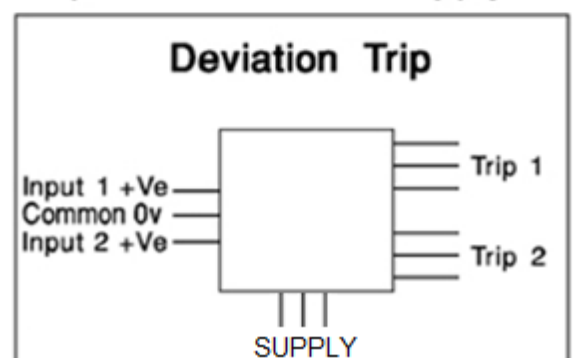 Deviation Trip
Input 1 +Ve
Common 0v
Input 2 +Ve
Trip 1
Trip 2
SUPPLY